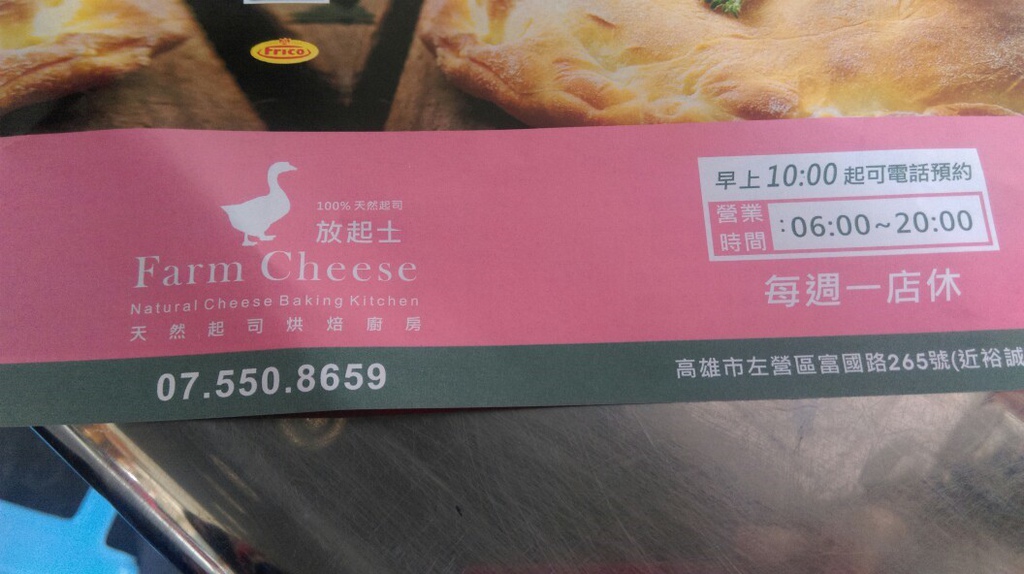 Frico
100% 天然起司
放起士
Farm Cheese
Natural Cheese Baking Kitchen
天然起司烘焙廚房
07.550.8659
早上10:00起可電話預約
營業時間:06:00~20:00
每週一店休
高雄市左營區富國路265號(近裕誠